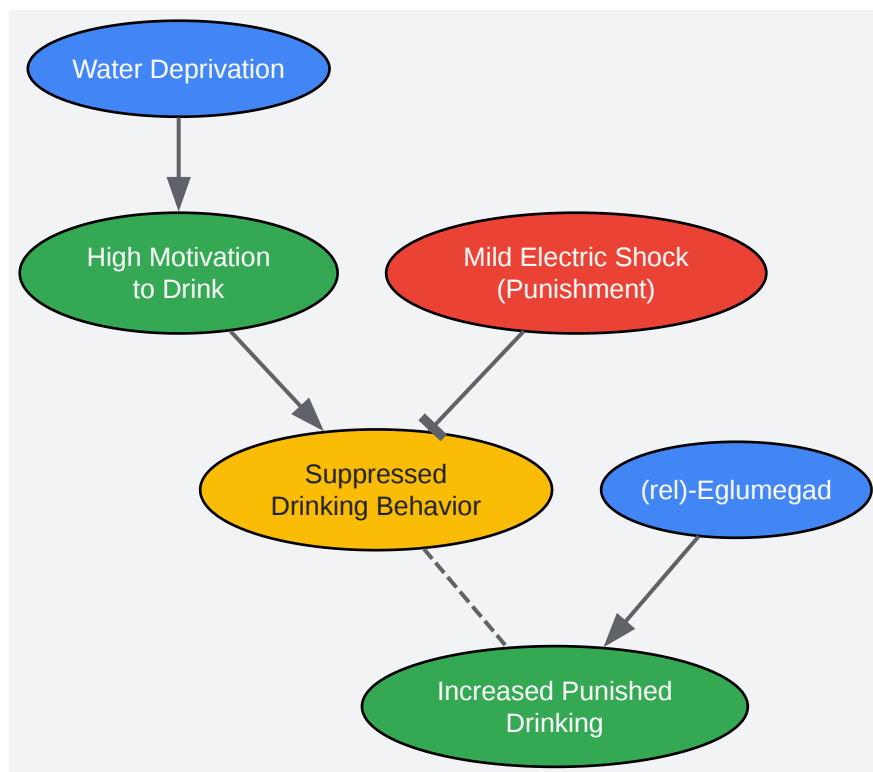 Water Deprivation
High Motivation
to Drink
Mild Electric Shock
(Punishment)
Suppressed
Drinking Behavior
(rel)-Eglumegad
Increased Punished
Drinking